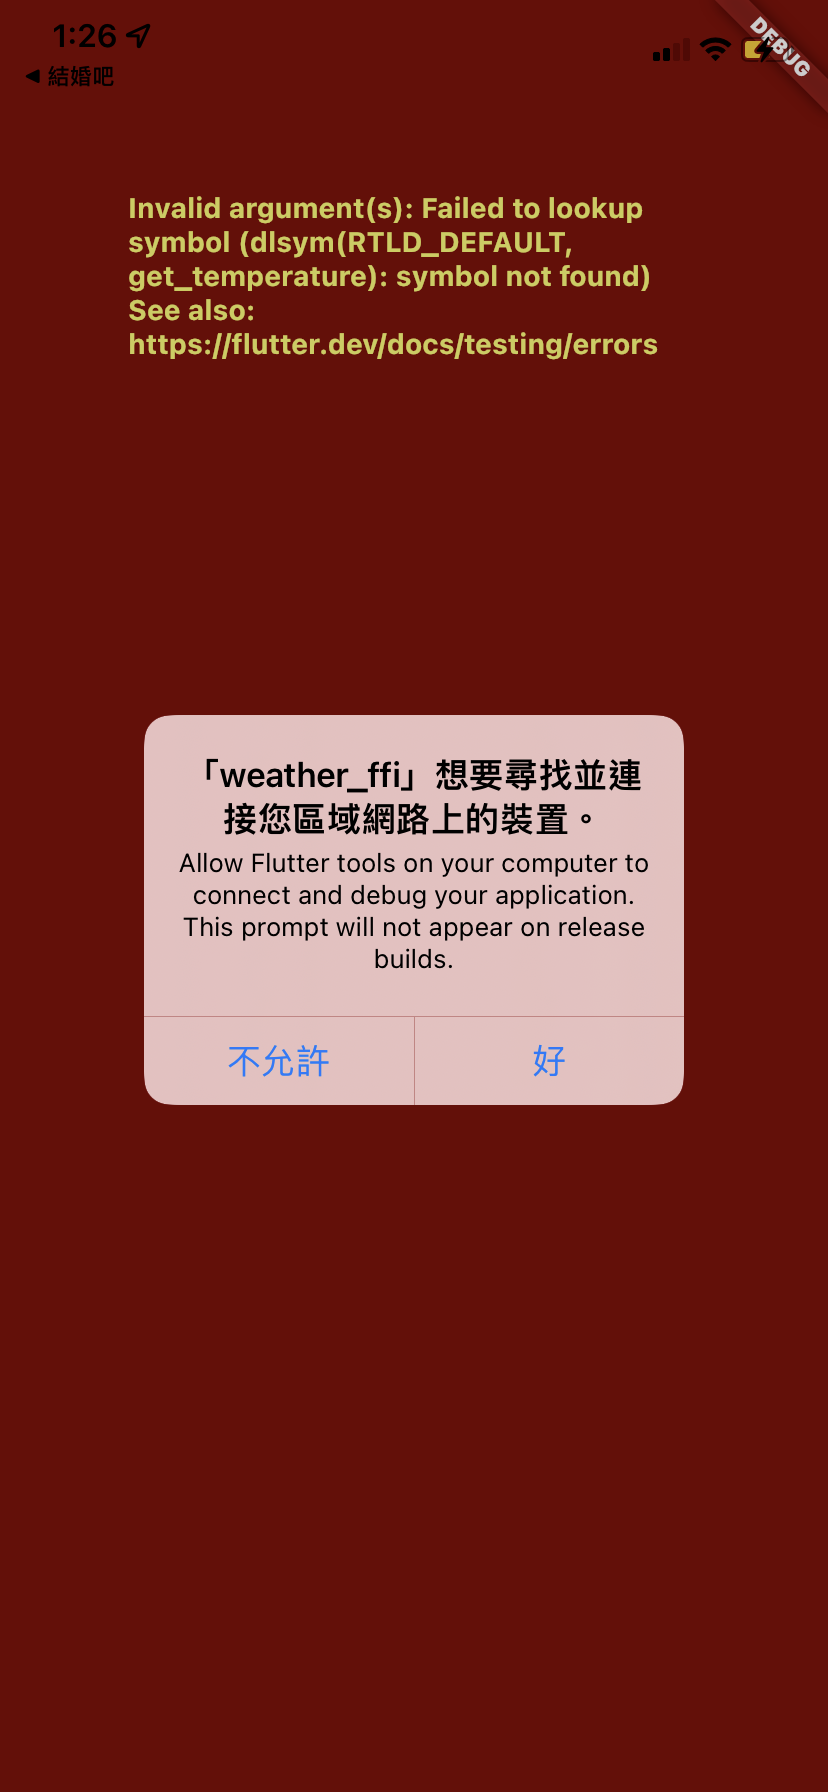 1:26
DEBUG
◀ 結婚吧
Invalid argument(s): Failed to lookup
symbol (dlsym(RTLD_DEFAULT,
get_temperature): symbol not found)
See also:
https://flutter.dev/docs/testing/errors
「weather_ffi」想要尋找並連
接您區域網路上的裝置。
Allow Flutter tools on your computer to
connect and debug your application.
This prompt will not appear on release
builds.
不允許
好